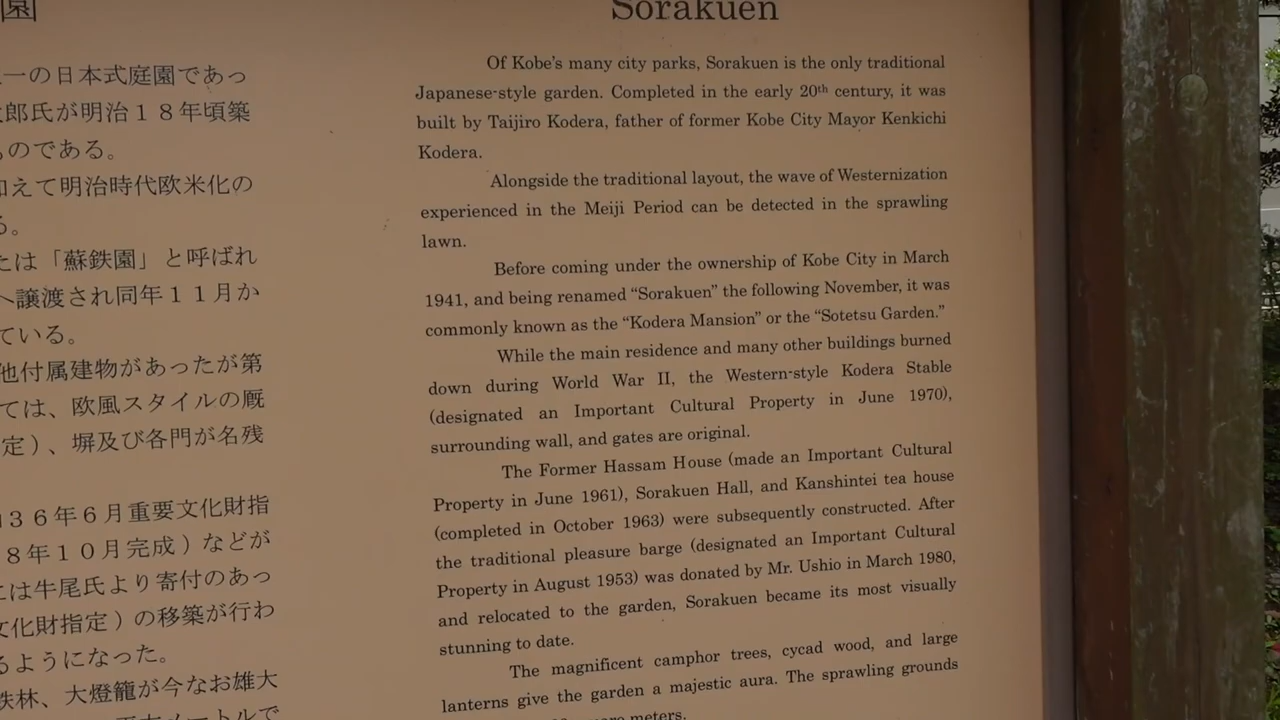 園
一の日本式庭園であっ
郎氏が明治１８年頃築
ものである。
加えて明治時代欧米化の
る。
には「蘇鉄園」と呼ばれ
へ譲渡され同年１１月か
ている。
他付属建物があったが第
ては、欧風スタイルの厩
定）、塀及び各門が名残
３６年６月重要文化財指
８年１０月完成）などが
には牛尾氏より寄付のあっ
文化財指定）の移築が行わ
るようになった。
鉄林、大燈籠が今なお雄大
Sorakuen
Of Kobe's many city parks, Sorakuen is the only traditional
Japanese-style garden. Completed in the early 20th century, it was
built by Taijiro Kodera, father of former Kobe City Mayor Kenkichi
Kodera.
Alongside the traditional layout, the wave of Westernization
experienced in the Meiji Period can be detected in the sprawling
lawn.
Before coming under the ownership of Kobe City in March
1941, and being renamed “Sorakuen” the following November, it was
commonly known as the “Kodera Mansion” or the “Sotetsu Garden.”
While the main residence and many other buildings burned
down during World War II, the Western-style Kodera Stable
(designated an Important Cultural Property in June 1970),
surrounding wall, and gates are original.
The Former Hassam House (made an Important Cultural
Property in June 1961), Sorakuen Hall, and Kanshintei tea house
(completed in October 1963) were subsequently constructed. After
the traditional pleasure barge (designated an Important Cultural
Property in August 1953) was donated by Mr. Ushio in March 1980,
and relocated to the garden, Sorakuen became its most visually
stunning to date.
The magnificent camphor trees, cycad wood, and large
lanterns give the garden a majestic aura. The sprawling grounds
meters.